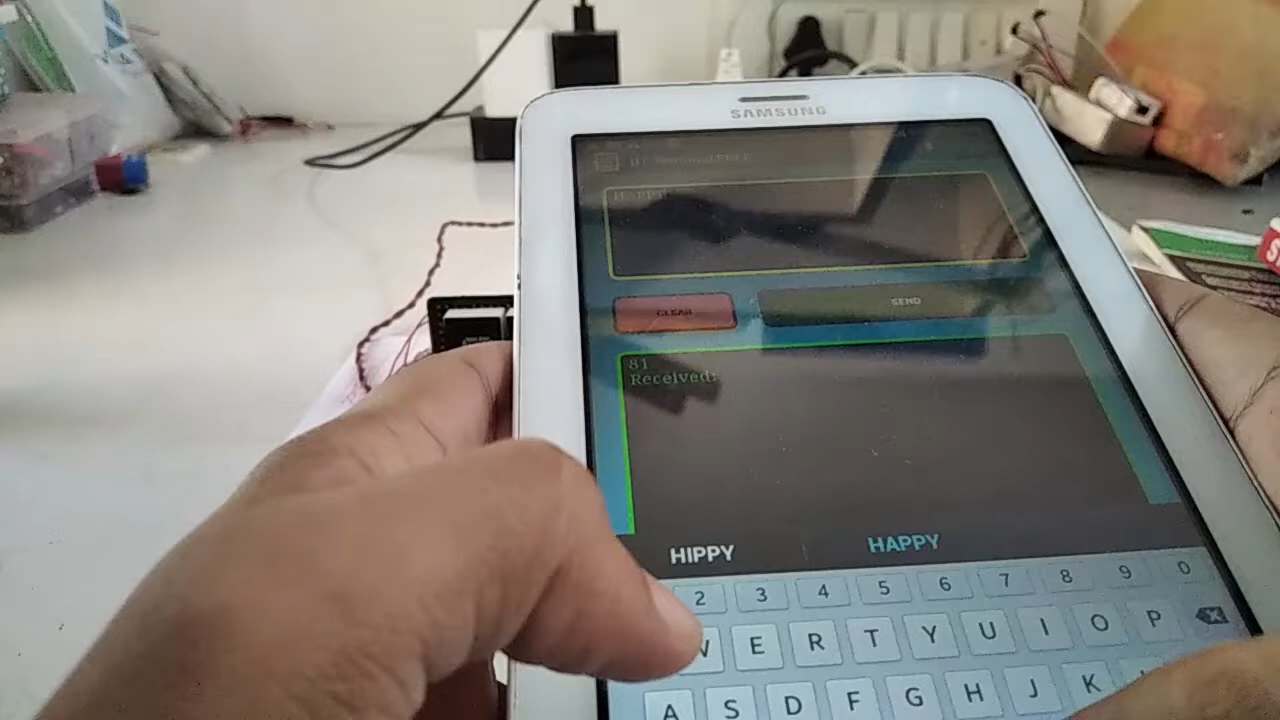 SAMSUNG
CLEAR
SEND
81
Received:
HIPPY
HAPPY
2 3 4 5 6 7 8 9 0
E R T Y U I O P
A S D F G H J K